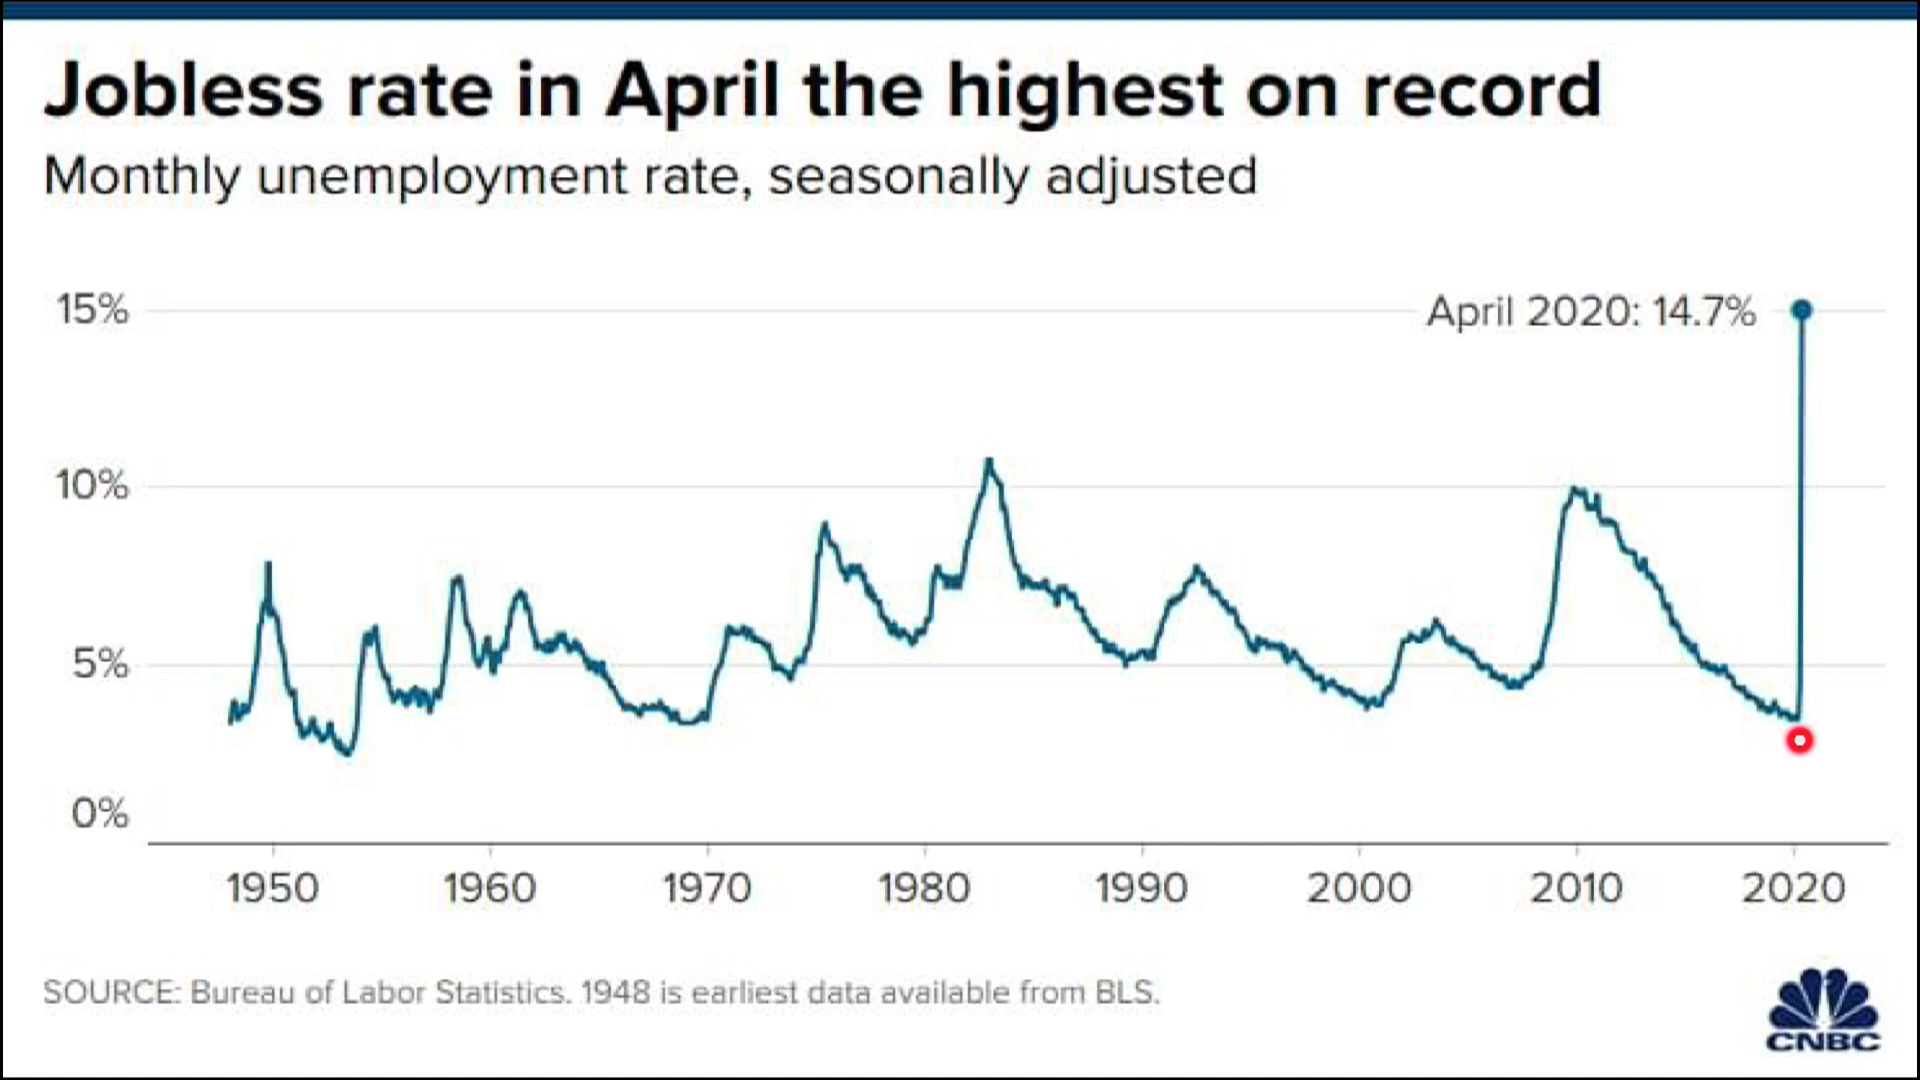 Jobless rate in April the highest on record
Monthly unemployment rate, seasonally adjusted
15%
April 2020: 14.7%
10%
5%
0%
1950 1960 1970 1980 1990 2000 2010 2020
SOURCE: Bureau of Labor Statistics. 1948 is earliest data available from BLS.
CNBC